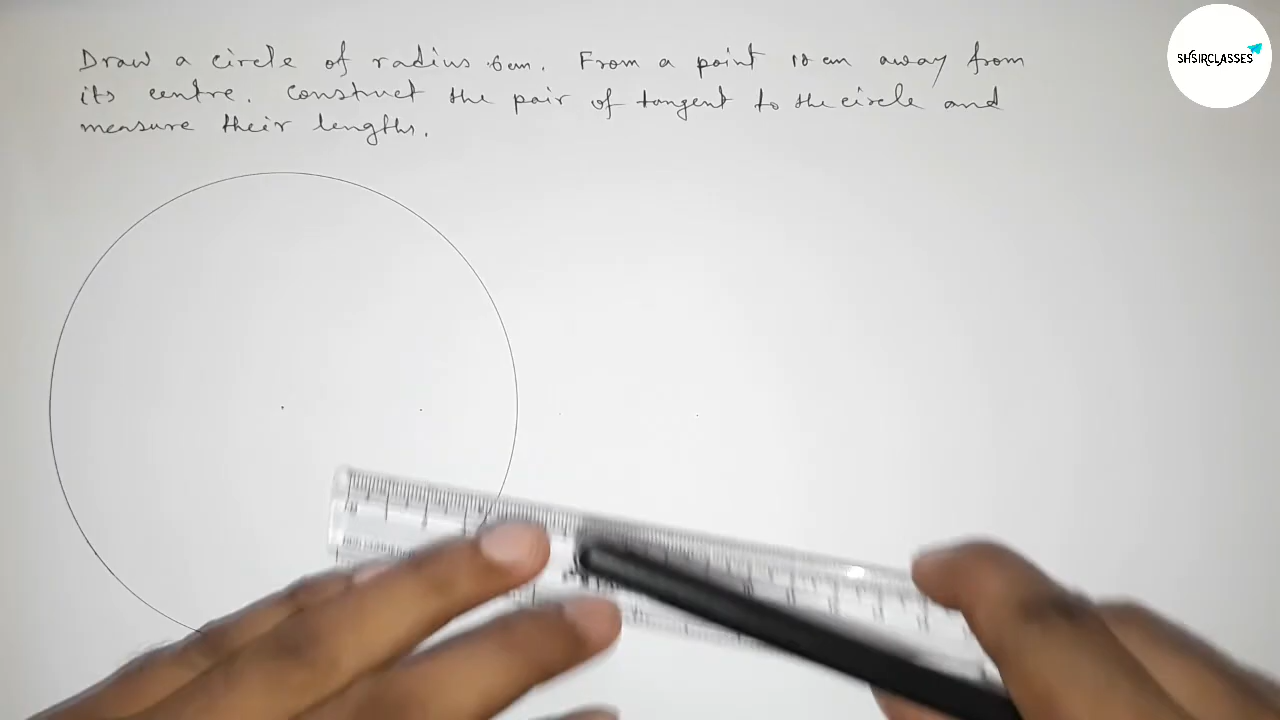 Draw a circle of radius 6cm. From a point 10 cm away from
its centre. Construct the pair of tangent to the circle and
measure their lengths.
SHSIRCLASSES